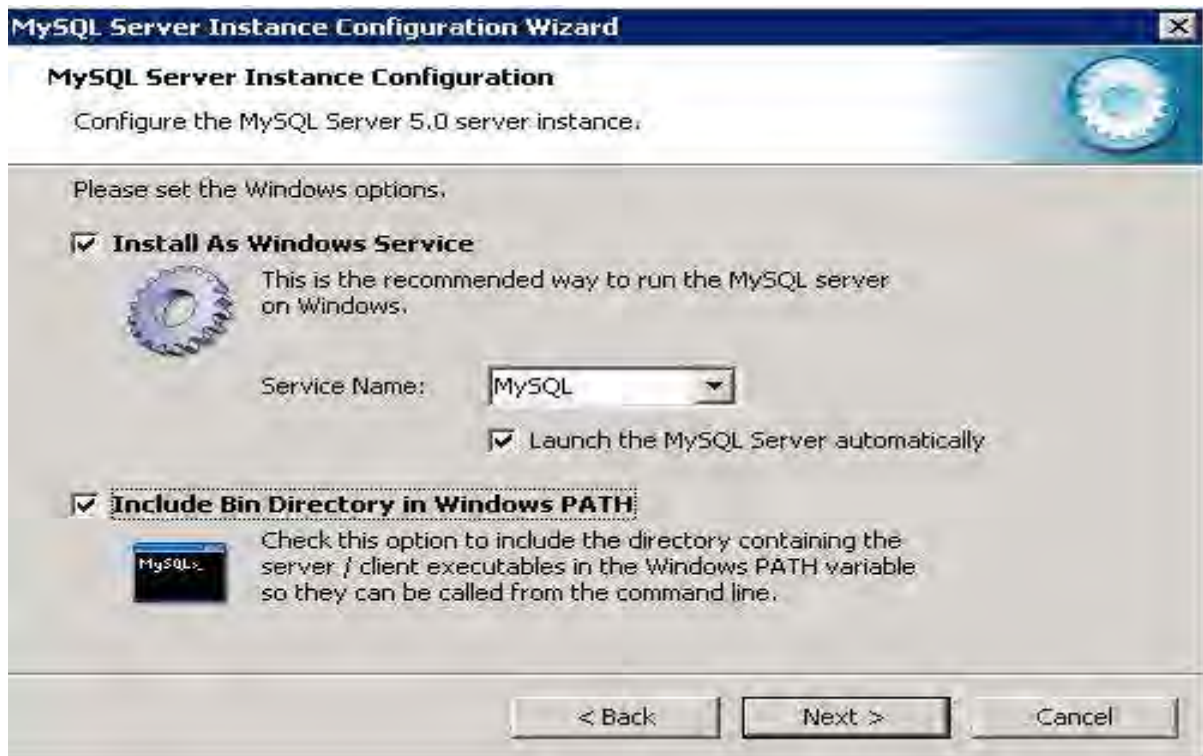 MySQL Server Instance Configuration Wizard
MySQL Server Instance Configuration
Configure the MySQL Server 5.0 server instance.
Please set the Windows options.
Install As Windows Service
This is the recommended way to run the MySQL server
on Windows.
Service Name: MySQL
Launch the MySQL Server automatically
Include Bin Directory in Windows PATH
MySQL>_
Check this option to include the directory containing the
server / client executables in the Windows PATH variable
so they can be called from the command line.
< Back Next > Cancel